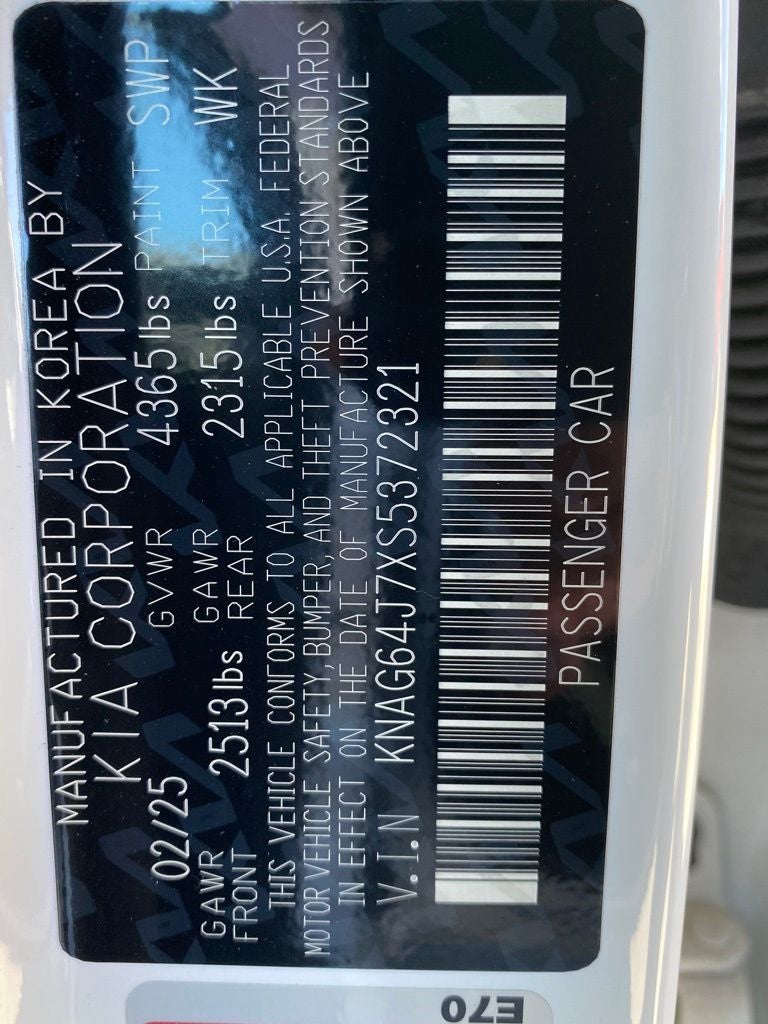 MANUFACTURED IN KOREA BY
KIA CORPORATION
02/25 GVWR 4365lbs PAINT SWP
GAWR FRONT 2513lbs GAWR REAR 2315lbs TRIM WK
THIS VEHICLE CONFORMS TO ALL APPLICABLE U.S.A. FEDERAL
MOTOR VEHICLE SAFETY, BUMPER, AND THEFT PREVENTION STANDARDS
IN EFFECT ON THE DATE OF MANUFACTURE SHOWN ABOVE
V.I.N KNAG64J7XS5372321
PASSENGER CAR
E70